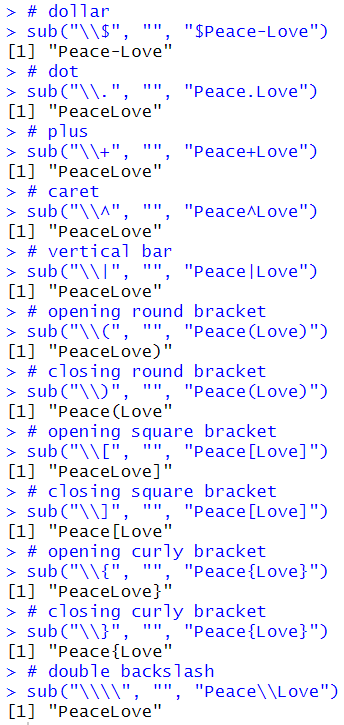 > # dollar
> sub("\\$", "", "$Peace-Love")
[1] "Peace-Love"
> # dot
> sub("\\.", "", "Peace.Love")
[1] "PeaceLove"
> # plus
> sub("\\+", "", "Peace+Love")
[1] "PeaceLove"
> # caret
> sub("\\^", "", "Peace^Love")
[1] "PeaceLove"
> # vertical bar
> sub("\\|", "", "Peace|Love")
[1] "PeaceLove"
> # opening round bracket
> sub("\\(", "", "Peace(Love)")
[1] "PeaceLove)"
> # closing round bracket
> sub("\\)", "", "Peace(Love)")
[1] "Peace(Love"
> # opening square bracket
> sub("\\[", "", "Peace[Love]")
[1] "PeaceLove]"
> # closing square bracket
> sub("\\]", "", "Peace[Love]")
[1] "Peace[Love"
> # opening curly bracket
> sub("\\{", "", "Peace{Love}")
[1] "PeaceLove}"
> # closing curly bracket
> sub("\\}", "", "Peace{Love}")
[1] "Peace{Love"
> # double backslash
> sub("\\\\", "", "Peace\\Love")
[1] "PeaceLove"